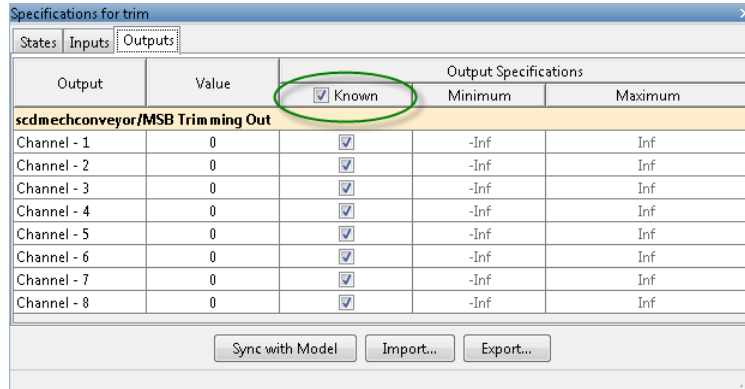 Specifications for trim
States Inputs Outputs
Output Value Output Specifications
Known Minimum Maximum
scdmechconveyor/MSB Trimming Out
Channel - 1 0 -Inf Inf
Channel - 2 0 -Inf Inf
Channel - 3 0 -Inf Inf
Channel - 4 0 -Inf Inf
Channel - 5 0 -Inf Inf
Channel - 6 0 -Inf Inf
Channel - 7 0 -Inf Inf
Channel - 8 0 -Inf Inf
Sync with Model Import... Export...